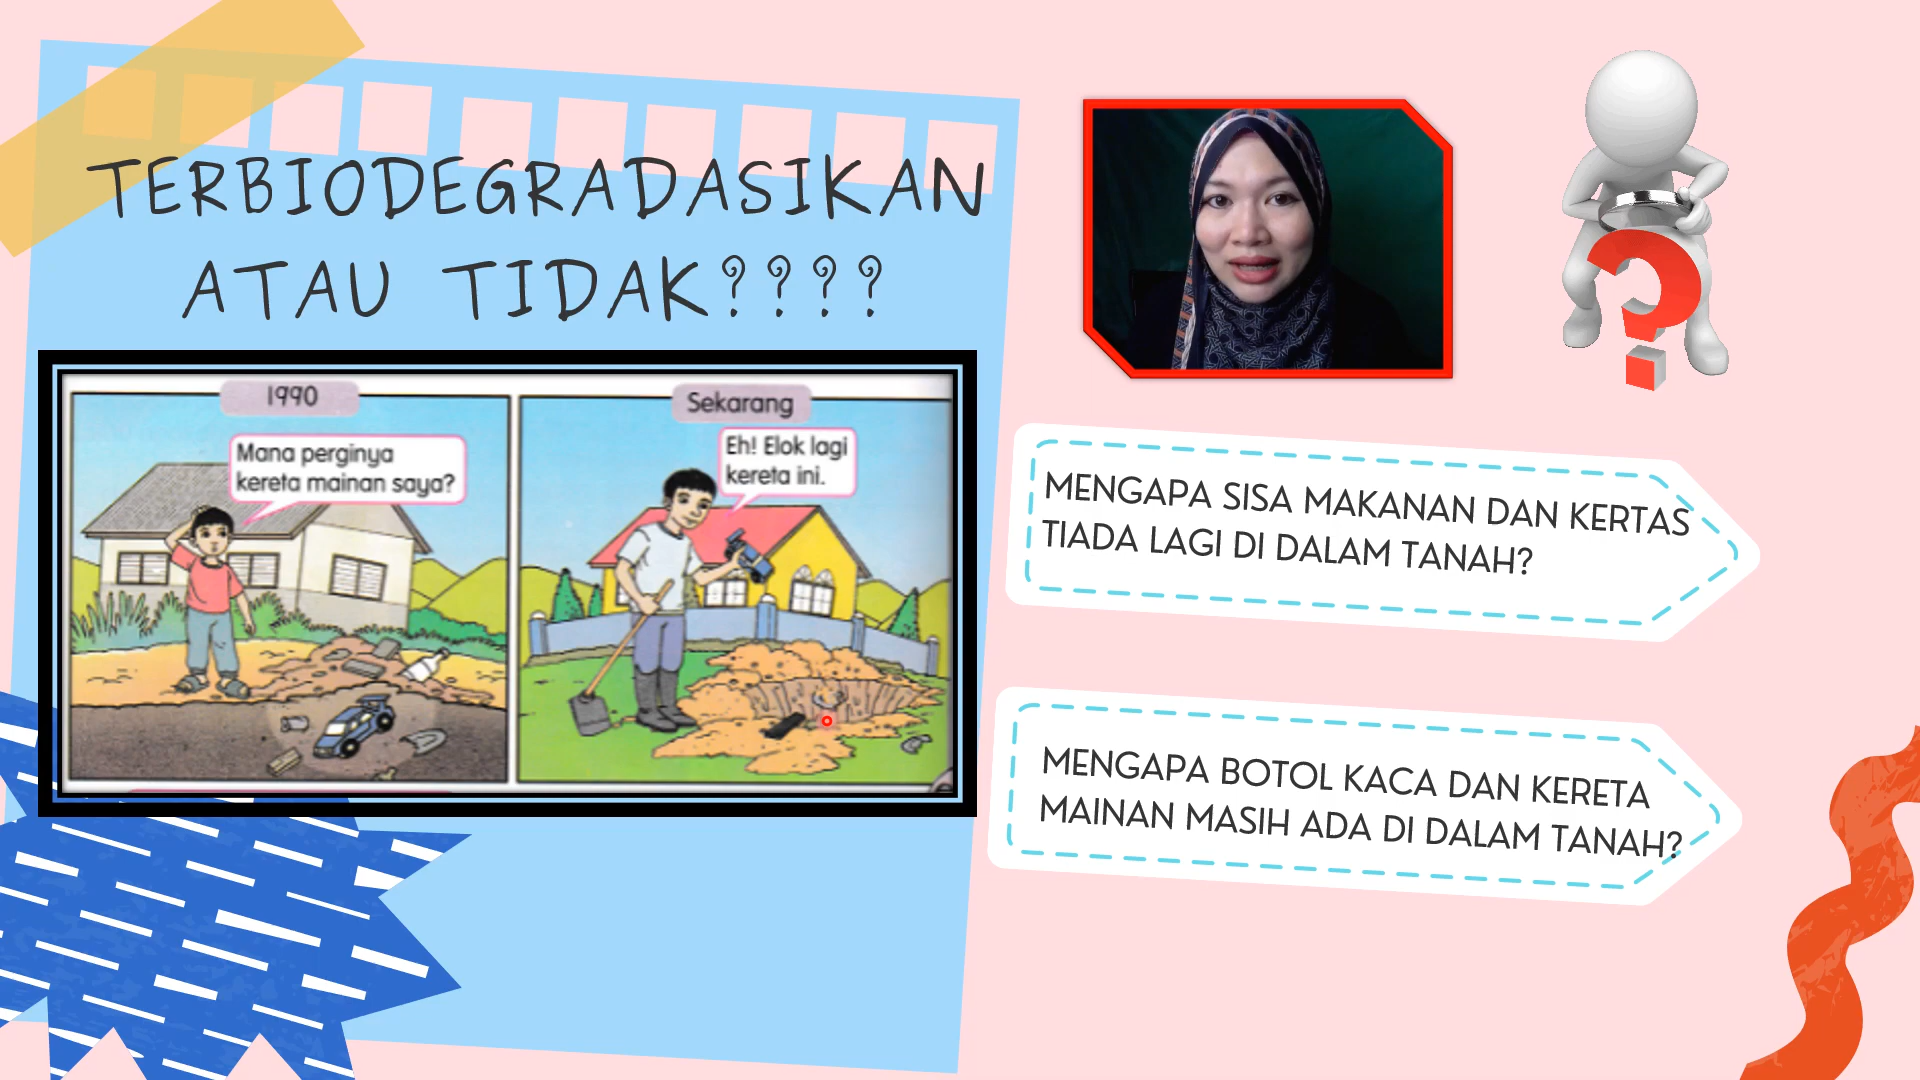 TERBIODEGRADASIKAN
ATAU TIDAK????
1990
Mana perginya
kereta mainan saya?
Sekarang
Eh! Elok lagi
kereta ini.
MENGAPA SISA MAKANAN DAN KERTAS
TIADA LAGI DI DALAM TANAH?
MENGAPA BOTOL KACA DAN KERETA
MAINAN MASIH ADA DI DALAM TANAH?